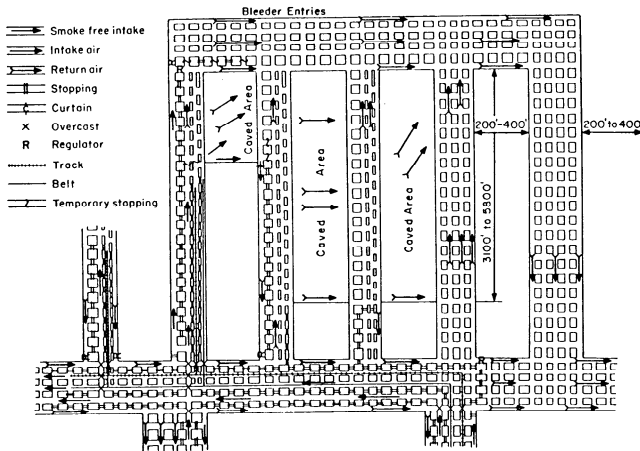 Bleeder Entries
Smoke free intake
Intake air
Return air
Stopping
Curtain
x Overcast
R Regulator
Track
Belt
Temporary stopping
Caved Area
Caved Area
Caved Area
3100' to 5800'
200'-400'
200' to 400
R